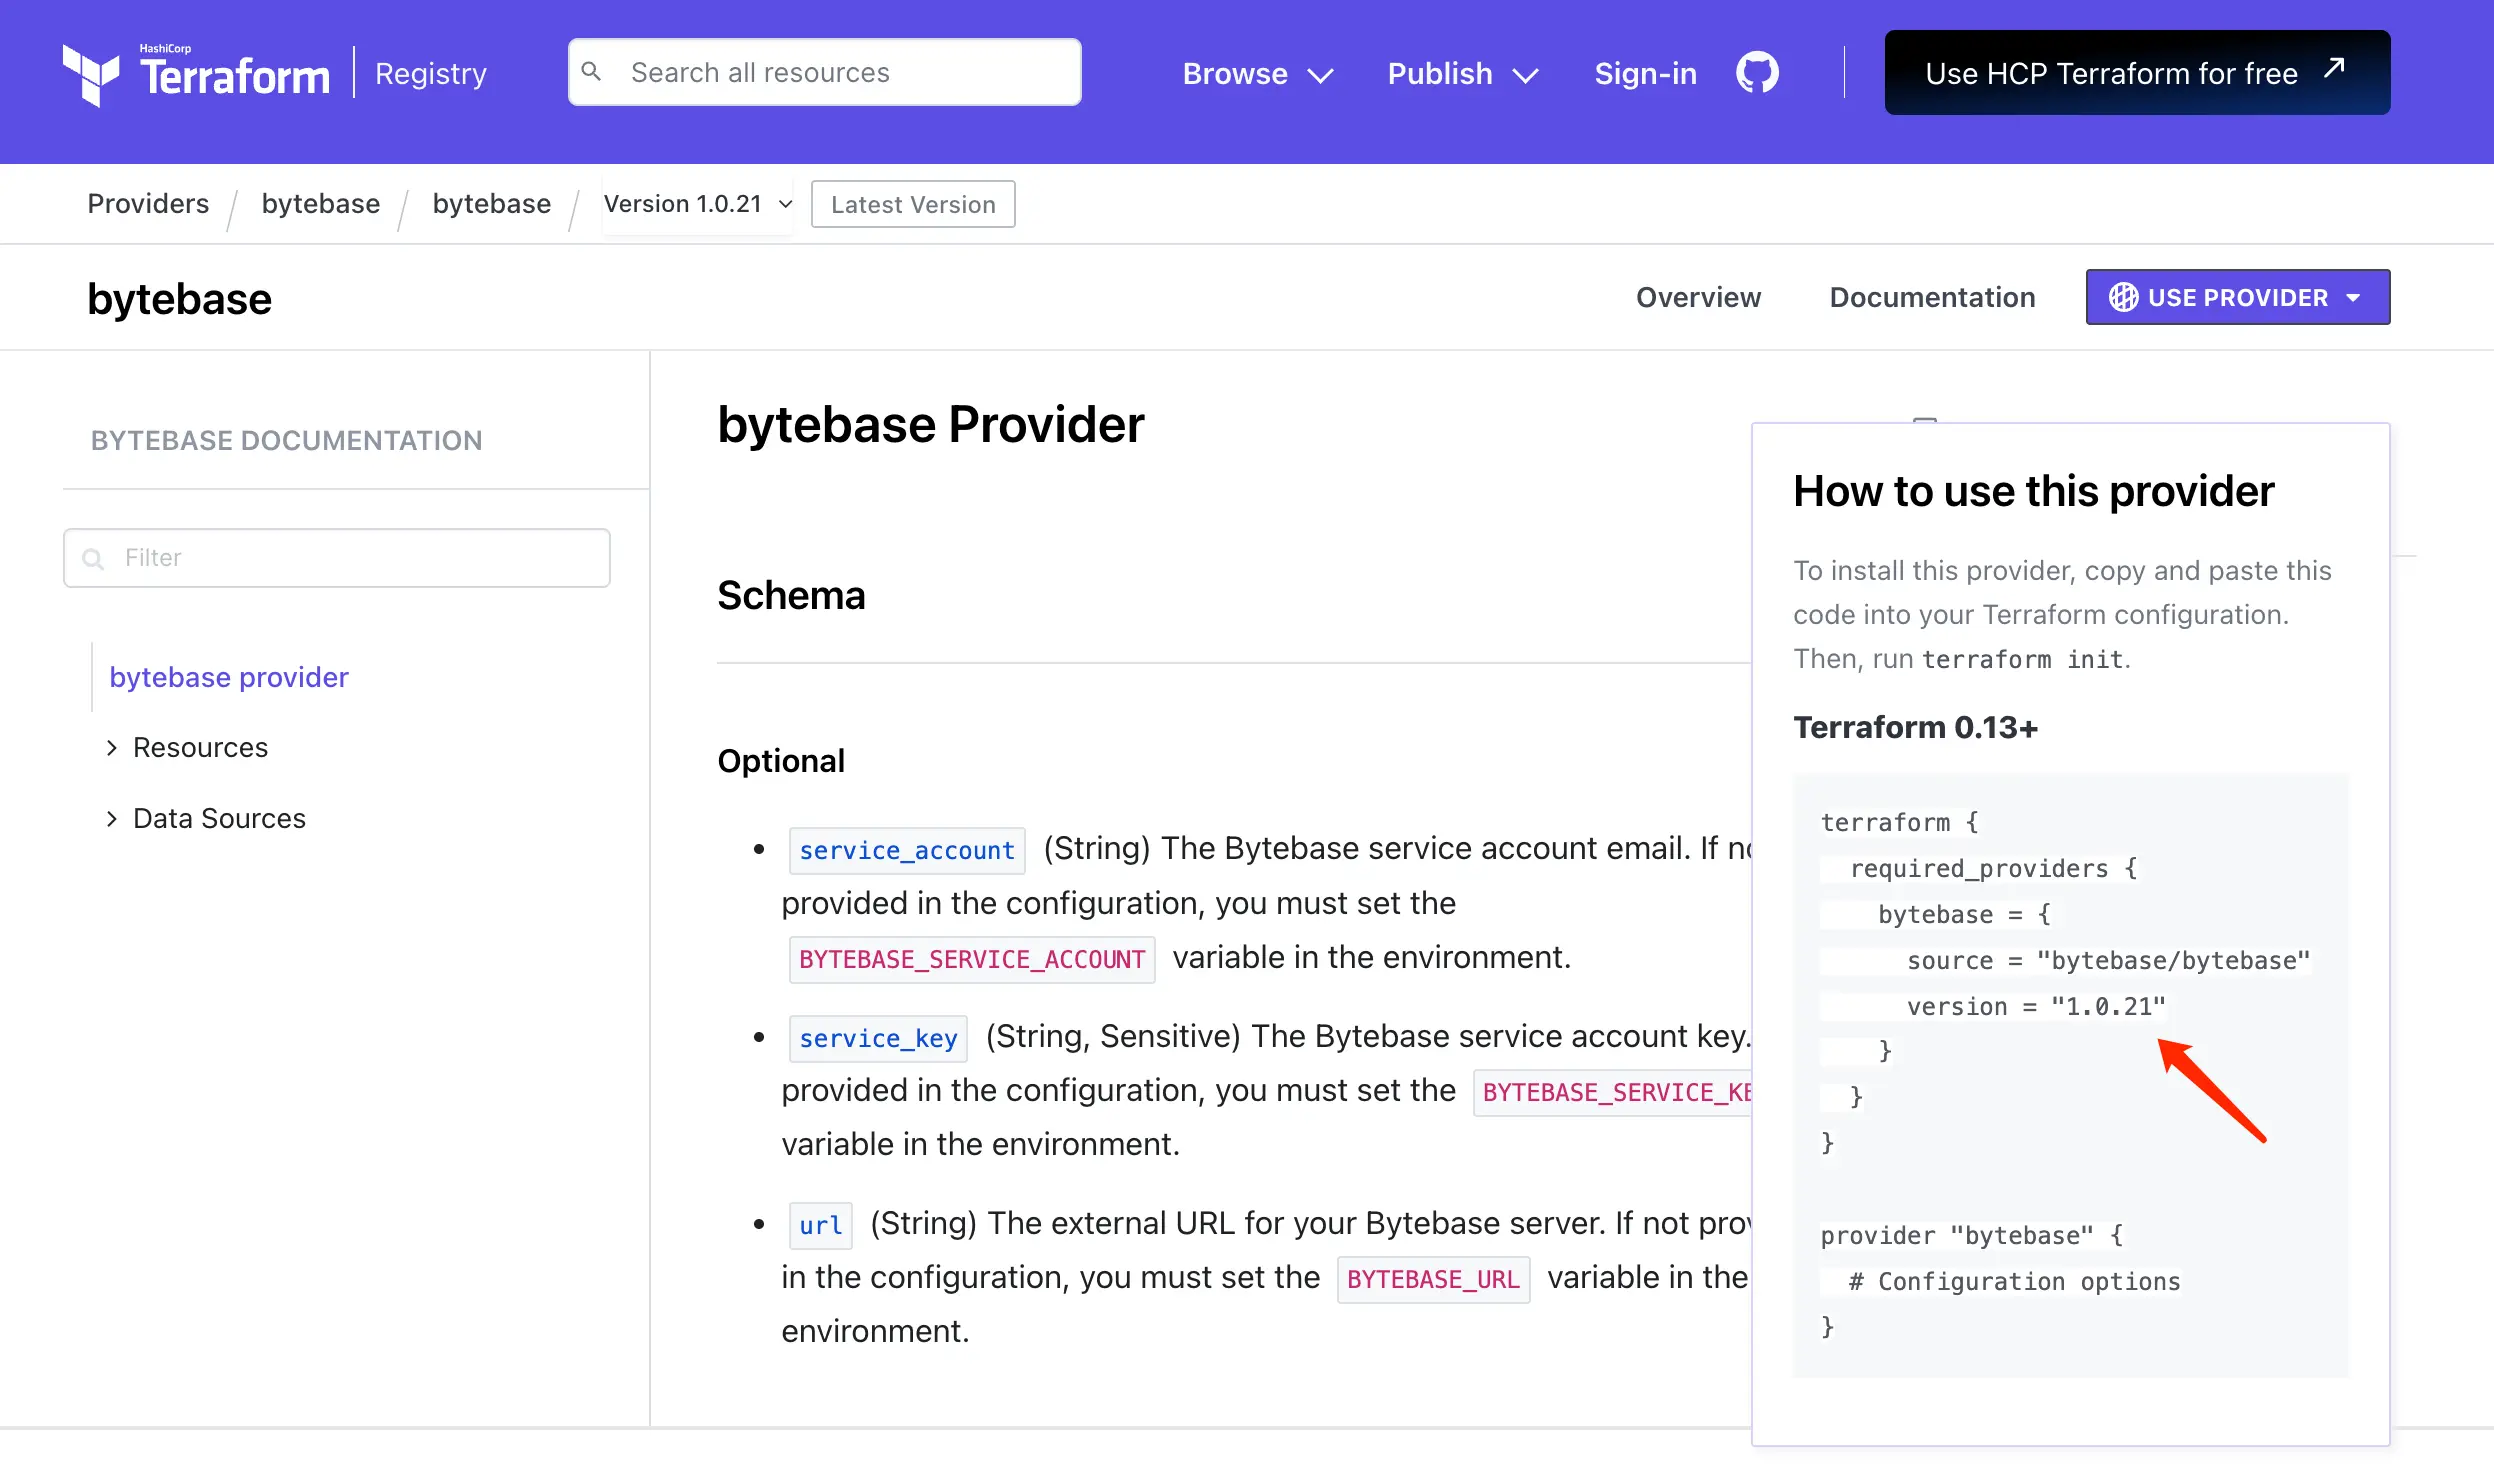 HashiCorp
Terraform
Registry
Search all resources
Browse
Publish
Sign-in
Use HCP Terraform for free
Providers / bytebase / bytebase / Version 1.0.21
Latest Version
bytebase
Overview
Documentation
USE PROVIDER
BYTEBASE DOCUMENTATION
Filter
bytebase provider
Resources
Data Sources
bytebase Provider
Schema
Optional
service_account (String) The Bytebase service account email. If
provided in the configuration, you must set the
BYTEBASE_SERVICE_ACCOUNT variable in the environment.
service_key (String, Sensitive) The Bytebase service account key.
provided in the configuration, you must set the
variable in the environment.
url (String) The external URL for your Bytebase server. If not
in the configuration, you must set the BYTEBASE_URL variable in the
environment.
How to use this provider
To install this provider, copy and paste this
code into your Terraform configuration.
Then, run terraform init.
Terraform 0.13+
terraform {
required_providers {
bytebase = {
source = "bytebase/bytebase"
version = "1.0.21"
}
}
}
provider "bytebase" {
# Configuration options
}